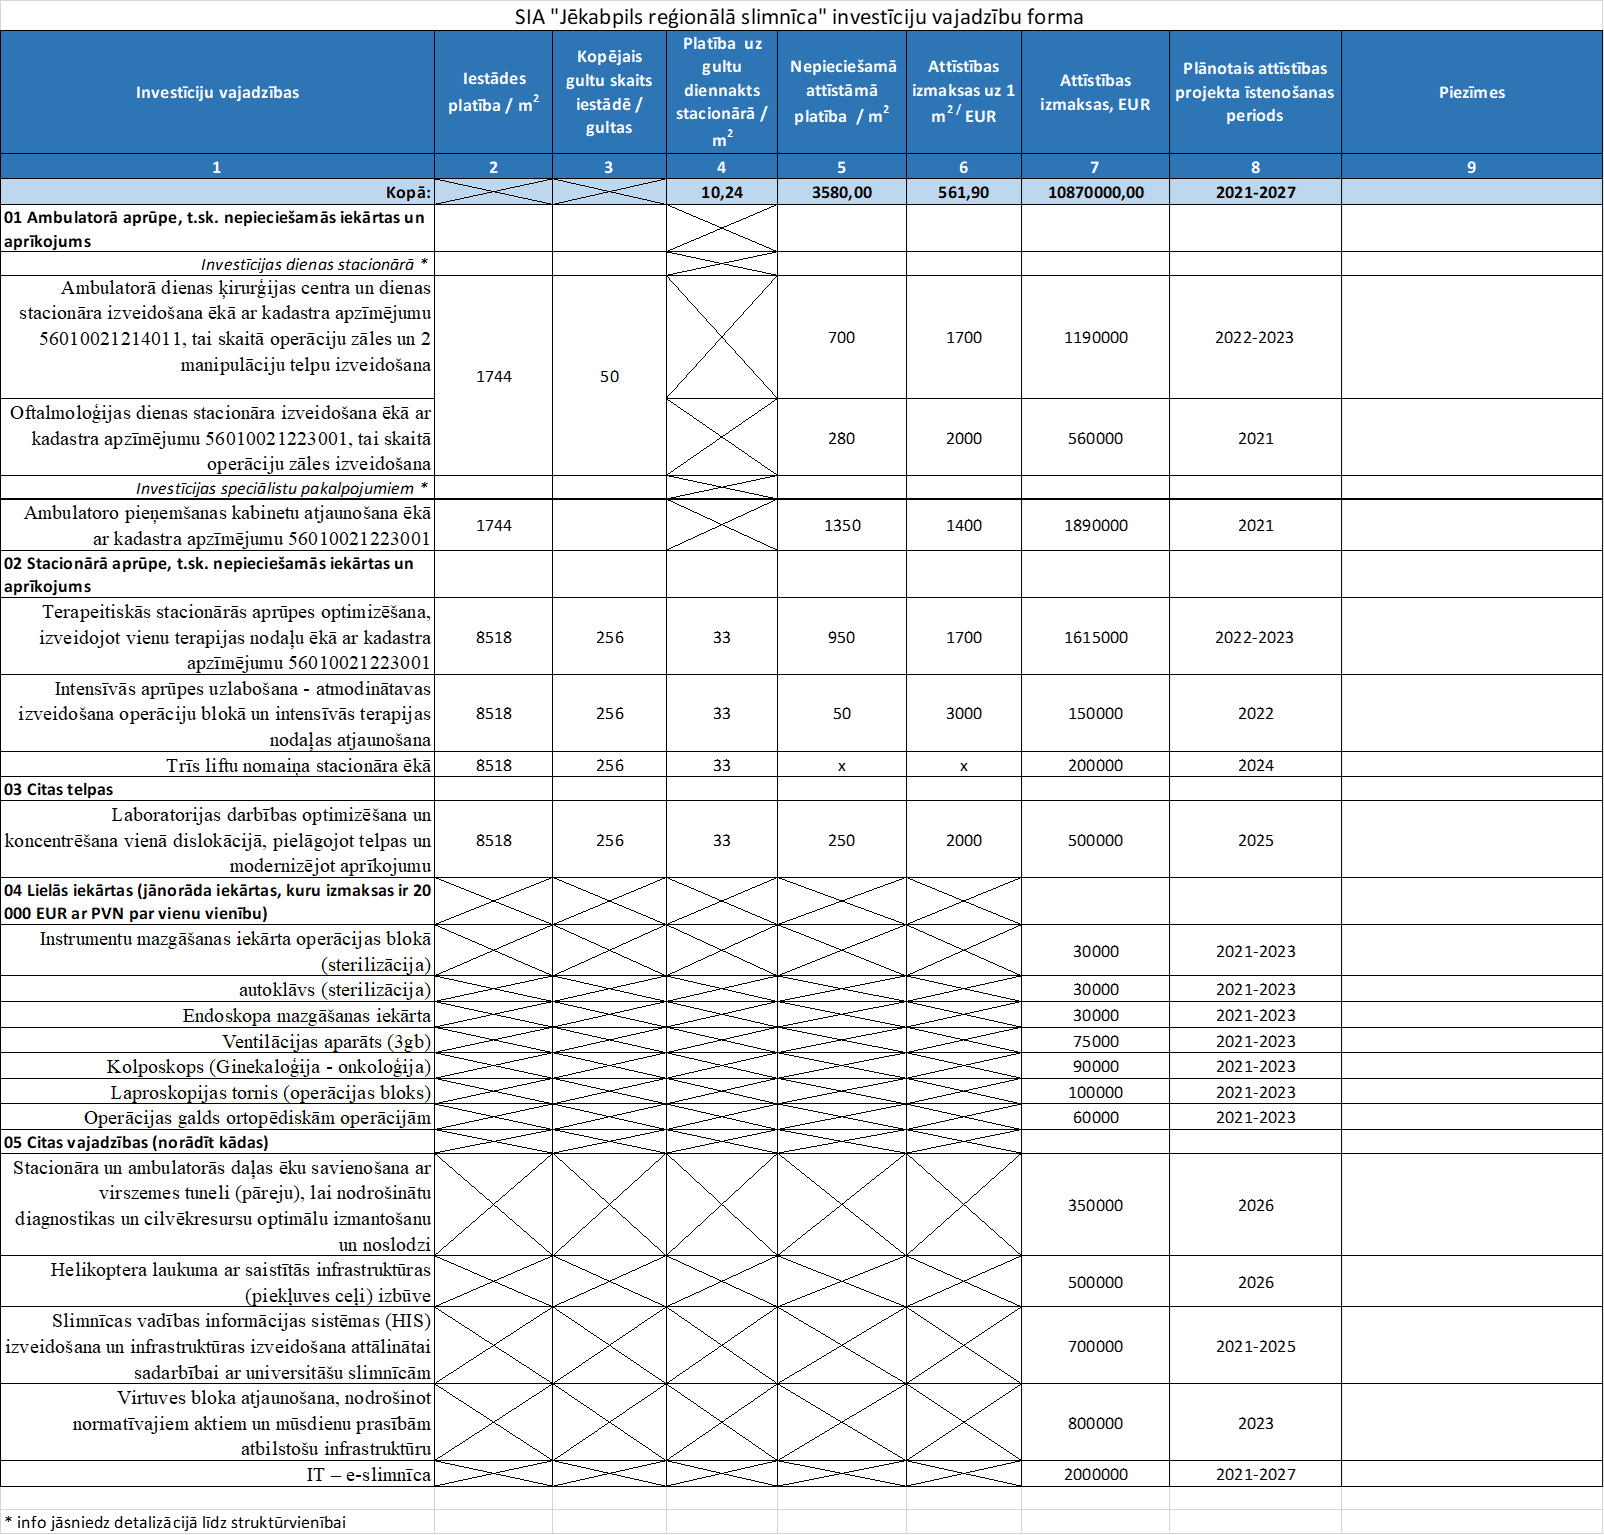 SIA "Jēkabpils reģionālā slimnīca" investīciju vajadzību forma
Investīciju vajadzības
Iestādes
platība / m2
Kopējais
gultu skaits
iestādē /
gultas
Platība uz
gultu
diennakts
stacionārā /
m2
Nepieciešamā
attīstāmā
platība / m2
Attīstības
izmaksas uz 1
m2 / EUR
Attīstības
izmaksas, EUR
Plānotais attīstības
projekta īstenošanas
periods
Piezīmes
1 2 3 4 5 6 7 8 9
Kopā: 10,24 3580,00 561,90 10870000,00 2021-2027
01 Ambulatorā aprūpe, t.sk. nepieciešamās iekārtas un
aprīkojums
Investīcijas dienas stacionārā *
Ambulatorā dienas ķirurģijas centra un dienas
stacionāra izveidošana ēkā ar kadastra apzīmējumu
56010021214011, tai skaitā operāciju zāles un 2
manipulāciju telpu izveidošana
1744 50
700 1700 1190000 2022-2023
Oftalmoloģijas dienas stacionāra izveidošana ēkā ar
kadastra apzīmējumu 56010021223001, tai skaitā
operāciju zāles izveidošana
280 2000 560000 2021
Investīcijas speciālistu pakalpojumiem *
Ambulatoro pieņemšanas kabinetu atjaunošana ēkā
ar kadastra apzīmējumu 56010021223001
1744 1350 1400 1890000 2021
02 Stacionārā aprūpe, t.sk. nepieciešamās iekārtas un
aprīkojums
Terapeitiskās stacionārās aprūpes optimizēšana,
izveidojot vienu terapijas nodaļu ēkā ar kadastra
apzīmējumu 56010021223001
8518 256 33 950 1700 1615000 2022-2023
Intensīvās aprūpes uzlabošana - atmodinātavas
izveidošana operāciju blokā un intensīvās terapijas
nodaļas atjaunošana
8518 256 33 50 3000 150000 2022
Trīs liftu nomaiņa stacionāra ēkā 8518 256 33 x x 200000 2024
03 Citas telpas
Laboratorijas darbības optimizēšana un
koncentrēšana vienā dislokācijā, pielāgojot telpas un
modernizējot aprīkojumu
8518 256 33 250 2000 500000 2025
04 Lielās iekārtas (jānorāda iekārtas, kuru izmaksas ir 20
000 EUR ar PVN par vienu vienību)
Instrumentu mazgāšanas iekārta operācijas blokā
(sterilizācija)
30000 2021-2023
autoklāvs (sterilizācija) 30000 2021-2023
Endoskopa mazgāšanas iekārta 30000 2021-2023
Ventilācijas aparāts (3gb) 75000 2021-2023
Kolposkops (Ginekaloģija - onkoloģija) 90000 2021-2023
Laproskopijas tornis (operācijas bloks) 100000 2021-2023
Operācijas galds ortopēdiskām operācijām 60000 2021-2023
05 Citas vajadzības (norādīt kādas)
Stacionāra un ambulatorās daļas ēku savienošana ar
virszemes tuneli (pāreju), lai nodrošinātu
diagnostikas un cilvēkresursu optimālu izmantošanu
un noslodzi
350000 2026
Helikoptera laukuma ar saistītās infrastruktūras
(piekļuves ceļi) izbūve
500000 2026
Slimnīcas vadības informācijas sistēmas (HIS)
izveidošana un infrastruktūras izveidošana attālinātai
sadarbībai ar universitāšu slimnīcām
700000 2021-2025
Virtuves bloka atjaunošana, nodrošinot
normatīvajiem aktiem un mūsdienu prasībām
atbilstošu infrastruktūru
800000 2023
IT – e-slimnīca 2000000 2021-2027
* info jāsniedz detalizācijā līdz struktūrvienībai